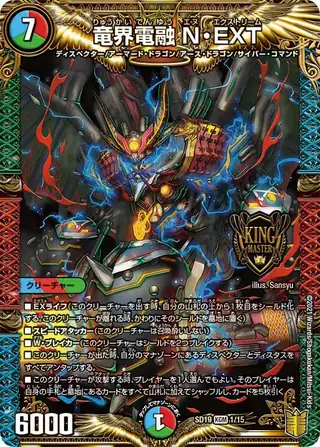 7
りゅうかいでんゆう エヌ エクストリーム
竜界電融 N・EXT
ディスペクター/アーマード・ドラゴン/アース・ドラゴン/サイバー・コマンド
KING
MASTER
illus. Sansyu
クリーチャー
■EXライフ(このクリーチャーを出す時、自分の山札の上から1枚目をシールド化
する。このクリーチャーが離れる時、かわりにそのシールドを墓地に置く)
■スピードアタッカー(このクリーチャーは召喚酔いしない)
■W・ブレイカー(このクリーチャーはシールドを2つブレイクする)
■このクリーチャーが出た時、自分のマナゾーンにあるディスペクターとディスタスを
すべてアンタップする。
■このクリーチャーが攻撃する時、プレイヤーを1人選んでもよい。そのプレイヤーは
自身の手札と墓地にあるカードをすべて山札に加えてシャッフルし、カードを5枚引く。
6000
1
SD19 KGM 1/15